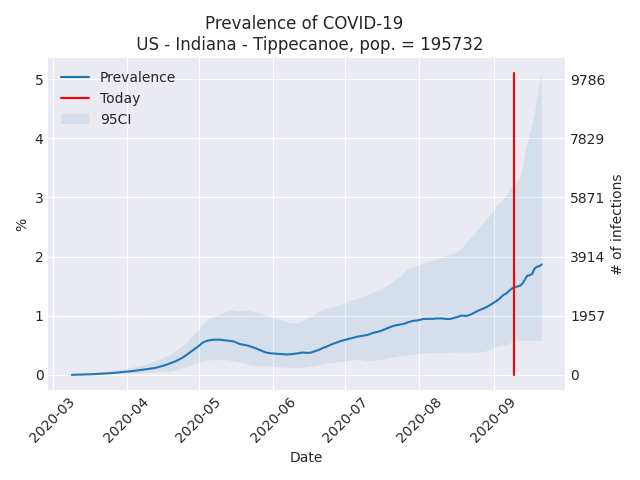 Prevalence of COVID-19
US - Indiana - Tippecanoe, pop. = 195732
Prevalence
Today
95CI
5
4
3
2
1
0
%
9786
7829
5871
3914
1957
0
# of infections
2020-03
2020-04
2020-05
2020-06
2020-07
2020-08
2020-09
Date